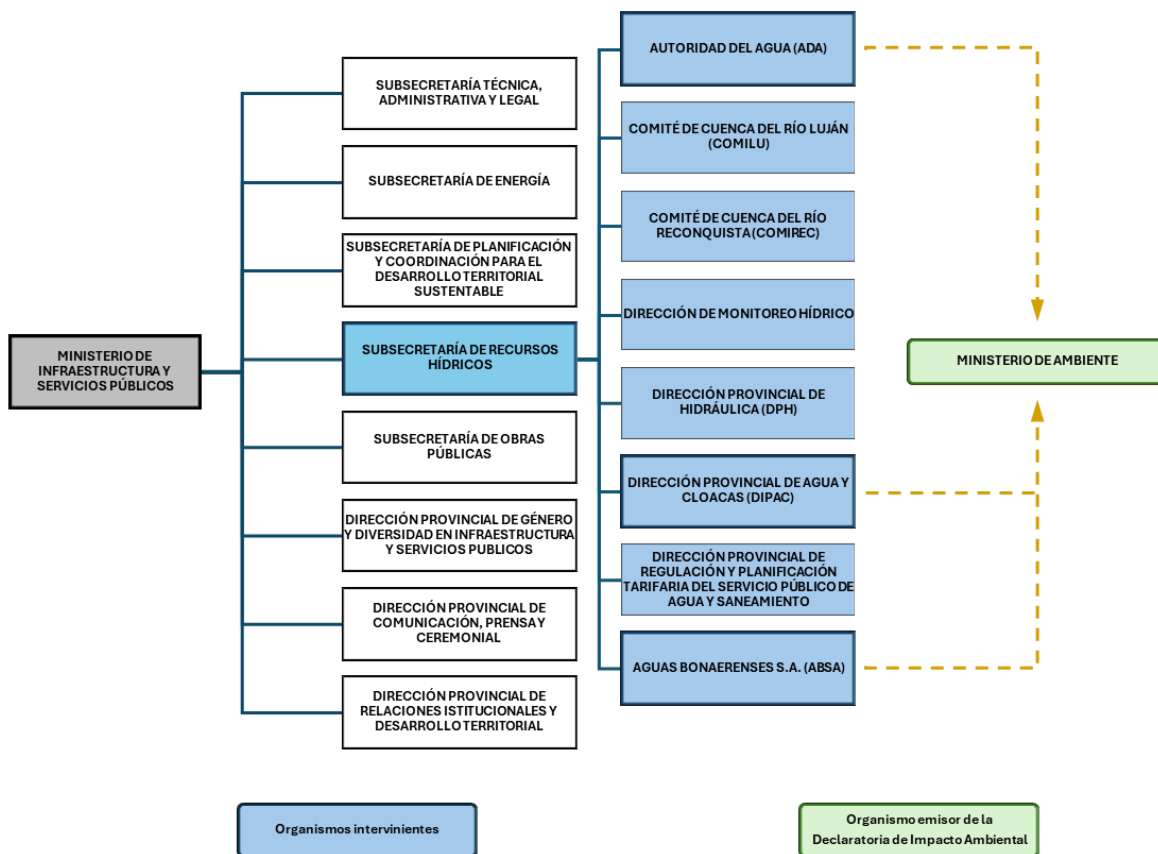 MINISTERIO DE
INFRAESTRUCTURA Y
SERVICIOS PÚBLICOS
SUBSECRETARÍA TÉCNICA,
ADMINISTRATIVA Y LEGAL
SUBSECRETARÍA DE ENERGÍA
SUBSECRETARÍA DE PLANIFICACIÓN
Y COORDINACIÓN PARA EL
DESARROLLO TERRITORIAL
SUSTENTABLE
SUBSECRETARÍA DE RECURSOS
HÍDRICOS
SUBSECRETARÍA DE OBRAS
PÚBLICAS
DIRECCIÓN PROVINCIAL DE GÉNERO
Y DIVERSIDAD EN INFRAESTRUCTURA
Y SERVICIOS PUBLICOS
DIRECCIÓN PROVINCIAL DE
COMUNICACIÓN, PRENSA Y
CEREMONIAL
DIRECCIÓN PROVINCIAL DE
RELACIONES ISTITUCIONALES Y
DESARROLLO TERRITORIAL
AUTORIDAD DEL AGUA (ADA)
COMITÉ DE CUENCA DEL RÍO LUJÁN
(COMILU)
COMITÉ DE CUENCA DEL RÍO
RECONQUISTA (COMIREC)
DIRECCIÓN DE MONITOREO HÍDRICO
DIRECCIÓN PROVINCIAL DE
HIDRÁULICA (DPH)
DIRECCIÓN PROVINCIAL DE AGUA Y
CLOACAS (DIPAC)
DIRECCIÓN PROVINCIAL DE
REGULACIÓN Y PLANIFICACIÓN
TARIFARIA DEL SERVICIO PÚBLICO DE
AGUA Y SANEAMIENTO
AGUAS BONAERENSES S.A. (ABSA)
MINISTERIO DE AMBIENTE
Organismos intervinientes
Organismo emisor de la
Declaratoria de Impacto Ambiental